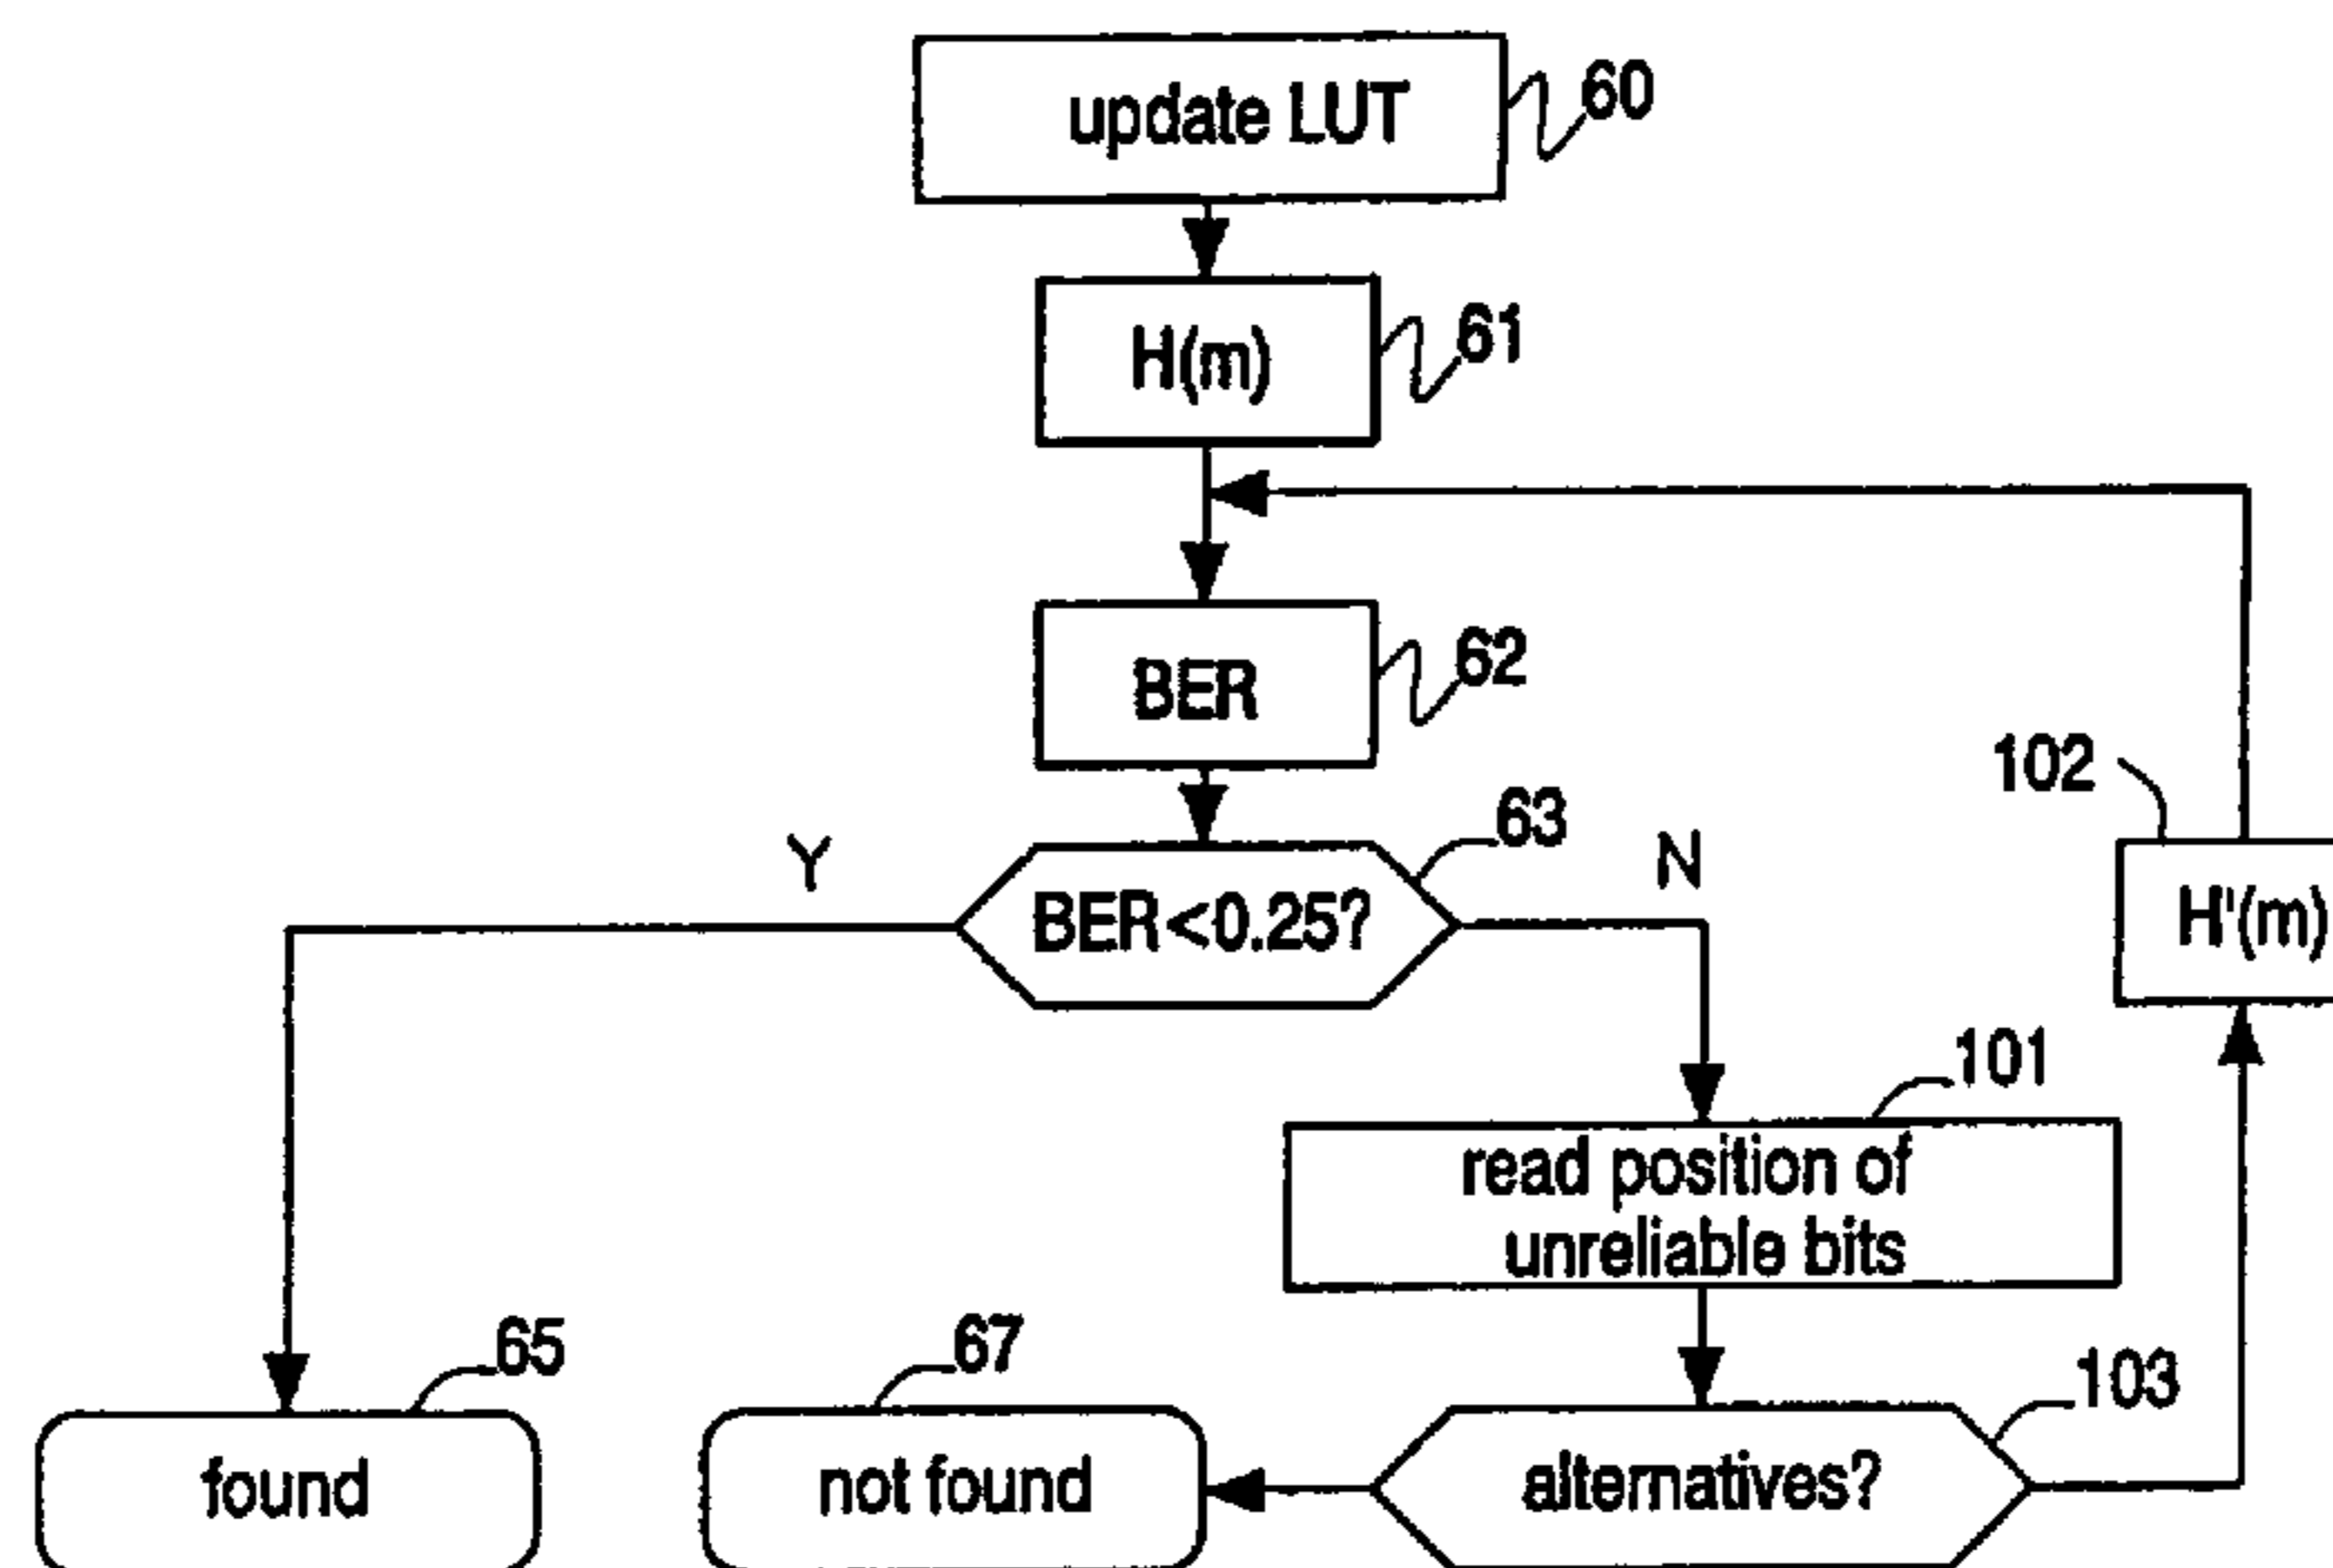 update LUT
60
H(m)
61
BER
62
102
63
Y
N
BER<0.25?
H'(m)
101
read position of
unreliable bits
65
67
103
found
not found
alternatives?